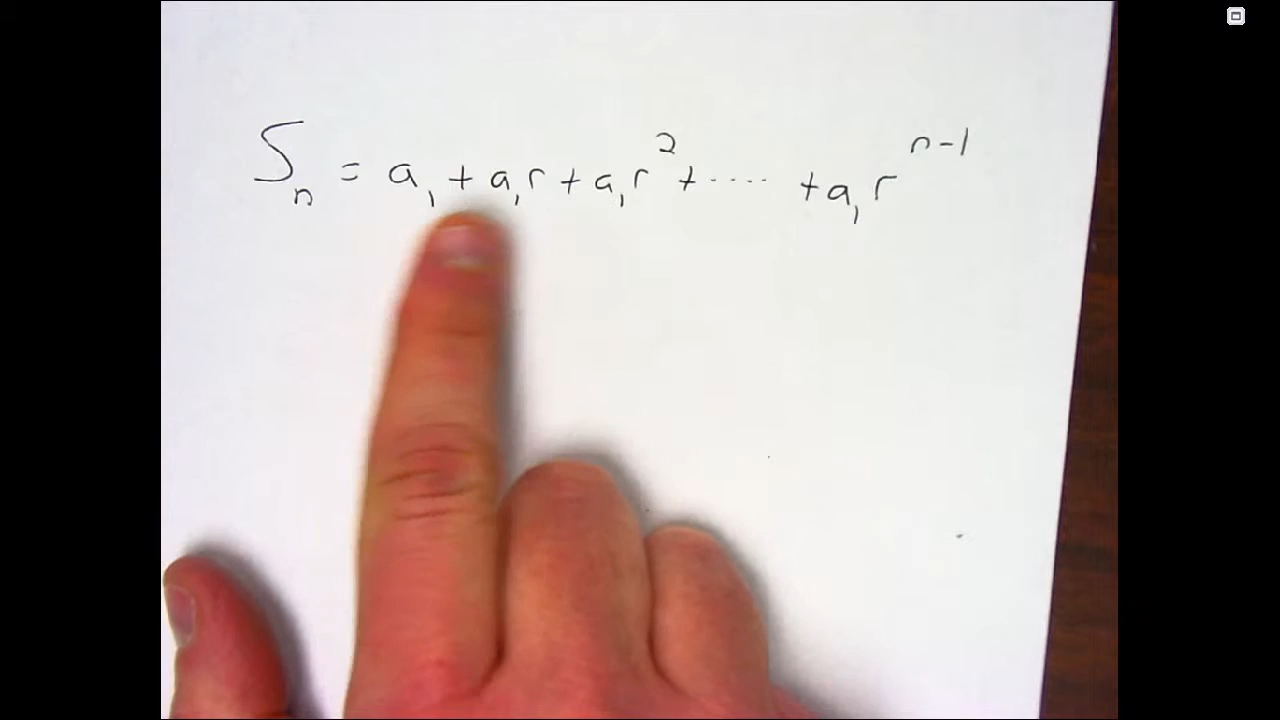 Sₙ = a₁ + a₁r + a₁r² + ····· + a₁rⁿ⁻¹